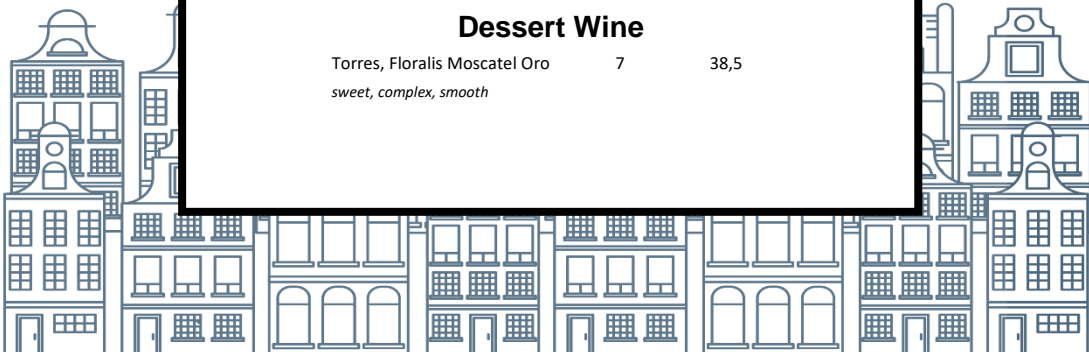 Dessert Wine
Torres, Floralis Moscatel Oro 7 38,5
sweet, complex, smooth